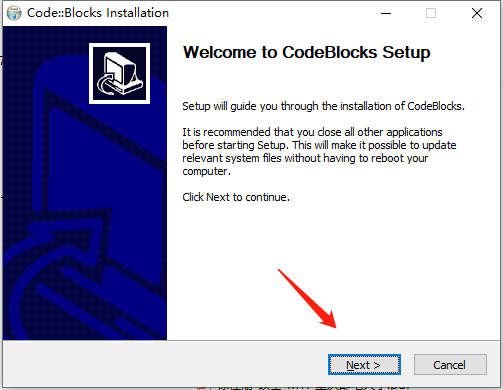 Code::Blocks Installation
Welcome to CodeBlocks Setup
Setup will guide you through the installation of CodeBlocks.
It is recommended that you close all other applications
before starting Setup. This will make it possible to update
relevant system files without having to reboot your
computer.
Click Next to continue.
Next >
Cancel